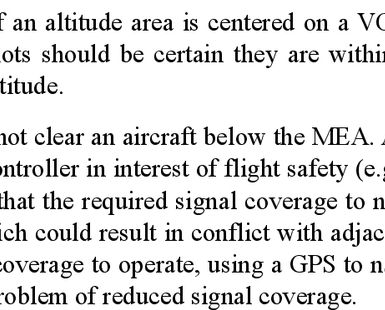 f an altitude area is centered on a VO
ots should be certain they are within
titude.
not clear an aircraft below the MEA. A
ontroller in interest of flight safety (e.g
that the required signal coverage to n
ich could result in conflict with adjac
coverage to operate, using a GPS to na
roblem of reduced signal coverage.